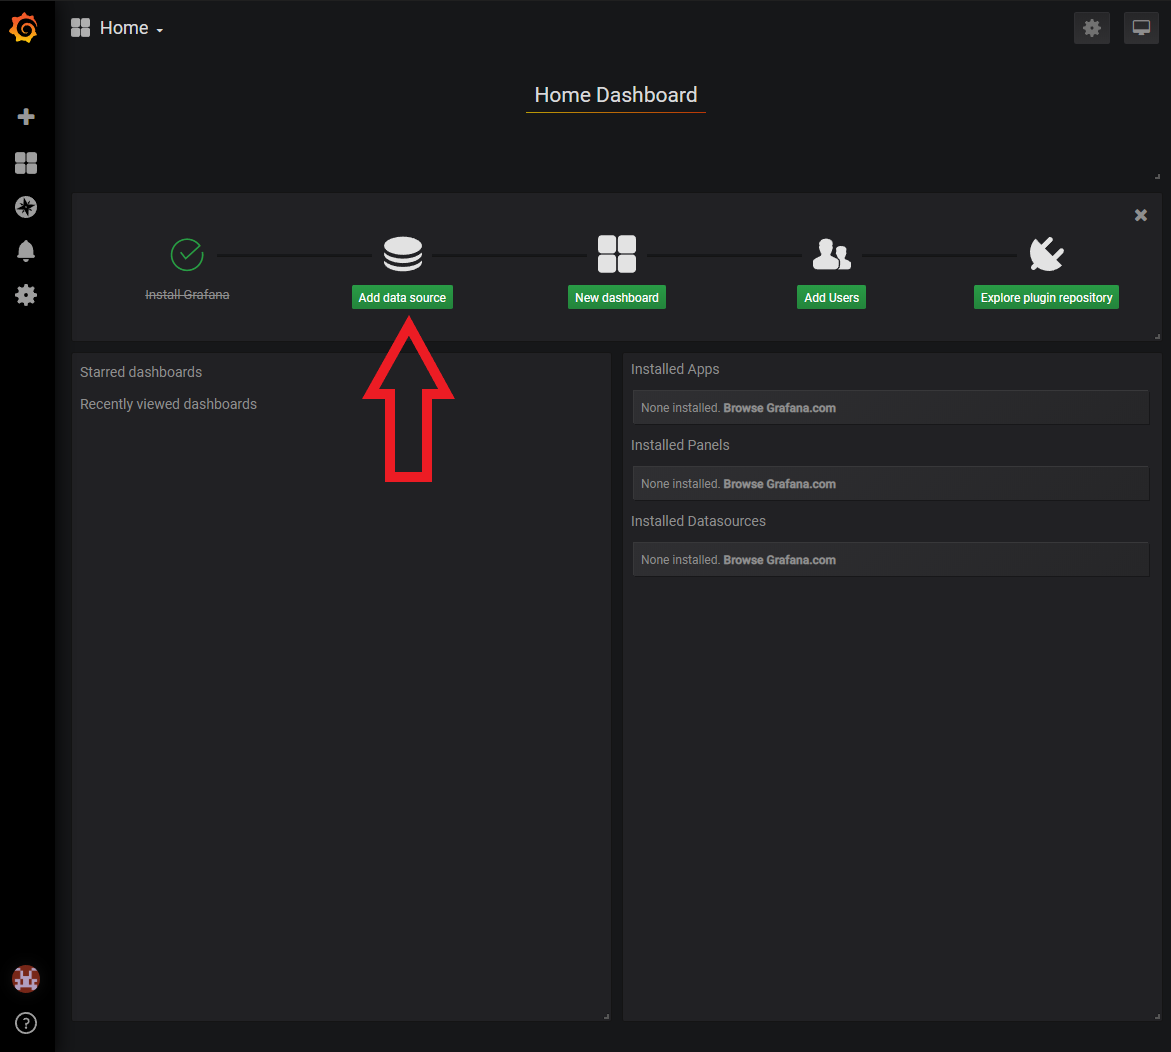 Home
Home Dashboard
Install Grafana
Add data source
New dashboard
Add Users
Explore plugin repository
Starred dashboards
Recently viewed dashboards
Installed Apps
None installed. Browse Grafana.com
Installed Panels
None installed. Browse Grafana.com
Installed Datasources
None installed. Browse Grafana.com
?